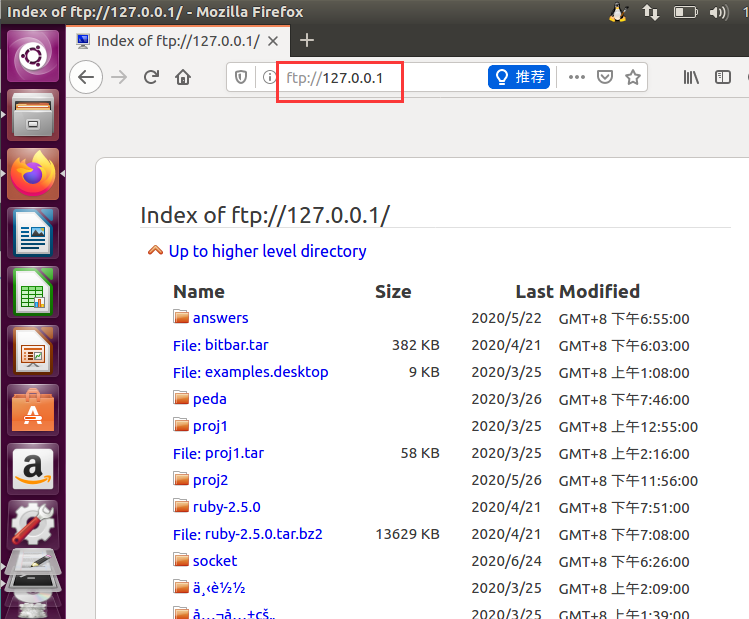 Index of ftp://127.0.0.1/ - Mozilla Firefox
Index of ftp://127.0.0.1/
ftp://127.0.0.1
推荐
Index of ftp://127.0.0.1/
Up to higher level directory
Name Size Last Modified
answers 2020/5/22 GMT+8 下午6:55:00
File: bitbar.tar 382 KB 2020/4/21 GMT+8 下午6:03:00
File: examples.desktop 9 KB 2020/3/25 GMT+8 上午1:08:00
peda 2020/3/26 GMT+8 下午7:46:00
proj1 2020/3/25 GMT+8 上午12:55:00
File: proj1.tar 58 KB 2020/3/25 GMT+8 上午2:16:00
proj2 2020/5/26 GMT+8 下午11:56:00
ruby-2.5.0 2020/4/21 GMT+8 下午7:51:00
File: ruby-2.5.0.tar.bz2 13629 KB 2020/4/21 GMT+8 下午7:08:00
socket 2020/6/24 GMT+8 下午6:26:00
ä¸‹è½½ 2020/3/25 GMT+8 上午2:09:00
2020/3/25 GMT+8 上午1:39:00